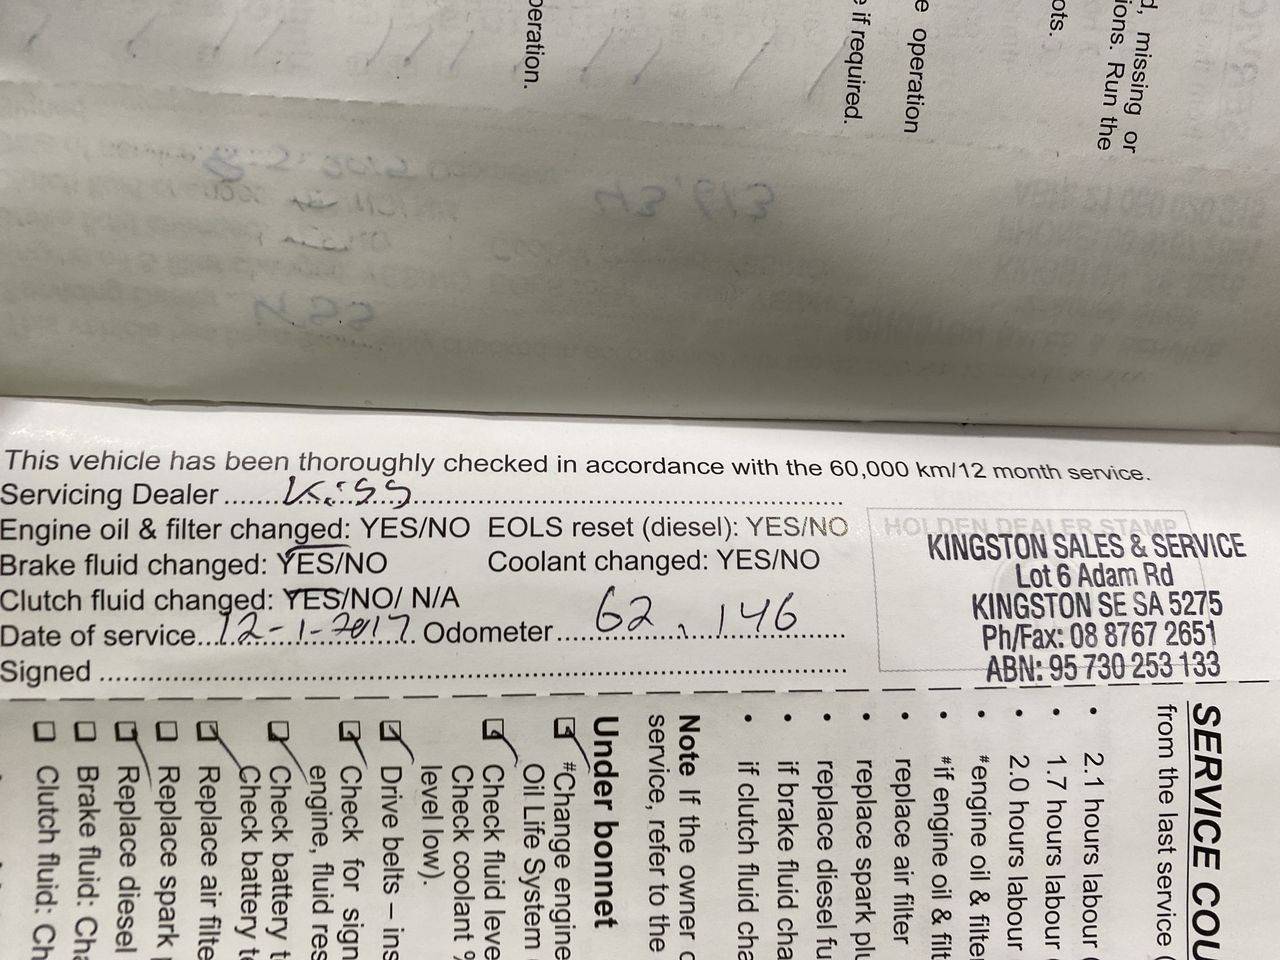 d, missing or
ions. Run the
ots.
e operation
e if required.
peration.
This vehicle has been thoroughly checked in accordance with the 60,000 km/12 month service.
Servicing Dealer......K.SS......
Engine oil & filter changed: YES/NO EOLS reset (diesel): YES/NO
Brake fluid changed: YES/NO Coolant changed: YES/NO
Clutch fluid changed: YES/NO/ N/A
Date of service...12-1-2017. Odometer......62,146......
Signed ......
HOLDEN DEALER STAMP
KINGSTON SALES & SERVICE
Lot 6 Adam Rd
KINGSTON SE SA 5275
Ph/Fax: 08 8767 2651
ABN: 95 730 253 133
SERVICE COU
from the last service (
• 2.1 hours labour (
• 1.7 hours labour (
• 2.0 hours labour
• #engine oil & filter
• #if engine oil & filt
• replace air filter
• replace spark plu
• replace diesel fu
• if brake fluid cha
• if clutch fluid cha
Note If the owner c
service, refer to the
Under bonnet
#Change engine
Oil Life System
Check fluid leve
Check coolant %
level low).
Drive belts – ins
Check for sign
engine, fluid res
Check battery t
Check battery t
Replace air filte
Replace spark
Replace diesel
Brake fluid: Cha
Clutch fluid: Ch